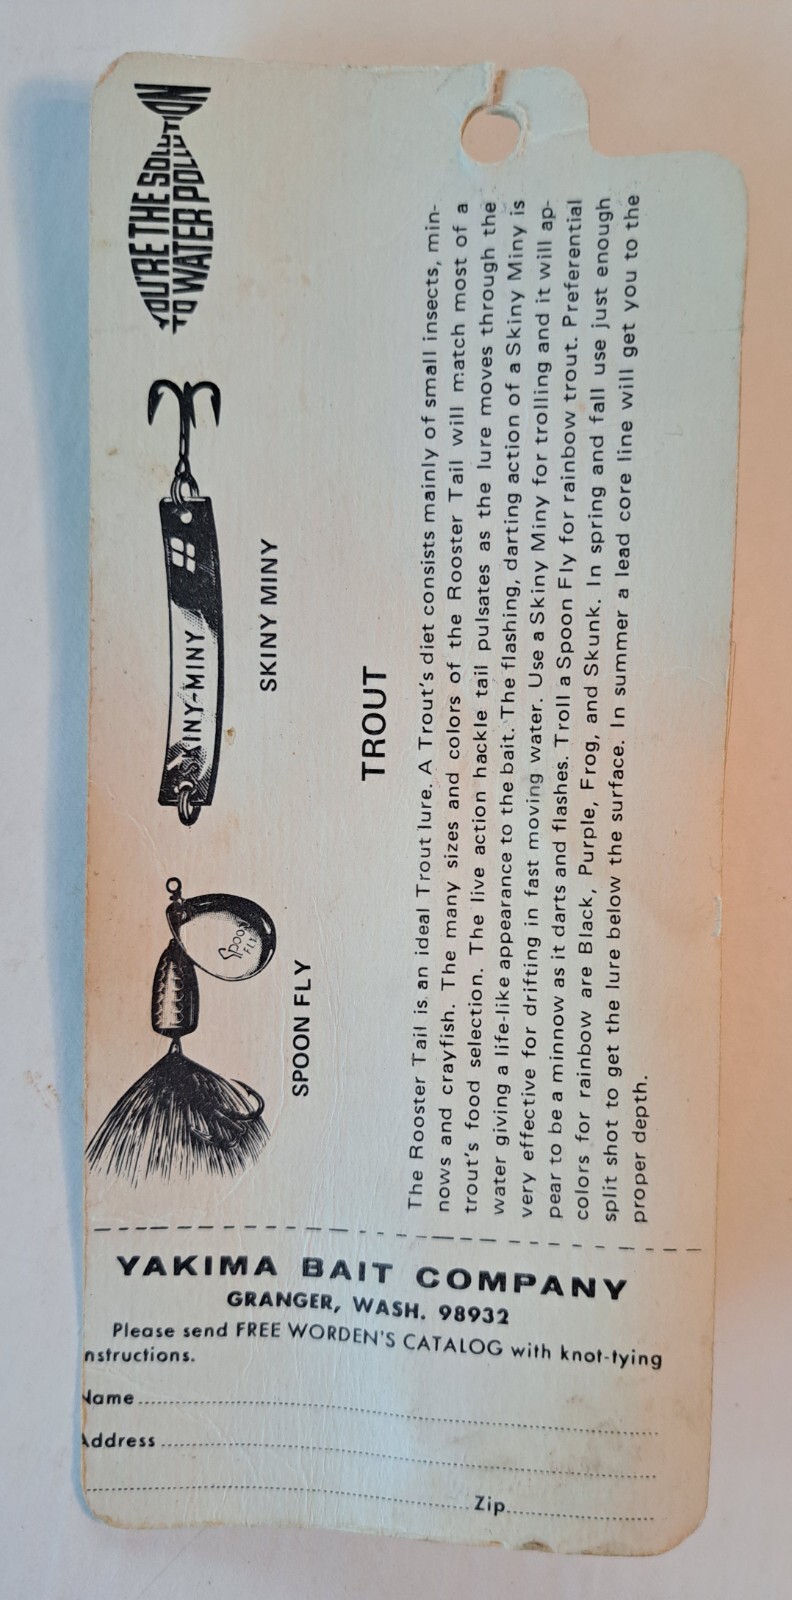 YOU'RE THE SOLUTION
TO WATER POLLUTION
SKINY-MINY
SKINY MINY
SPOON
FLY
SPOON FLY
TROUT
The Rooster Tail is an ideal Trout lure. A Trout's diet consists mainly of small insects, min-
nows and crayfish. The many sizes and colors of the Rooster Tail will match most of a
trout's food selection. The live action hackle tail pulsates as the lure moves through the
water giving a life-like appearance to the bait. The flashing, darting action of a Skiny Miny is
very effective for drifting in fast moving water. Use a Skiny Miny for trolling and it will ap-
pear to be a minnow as it darts and flashes. Troll a Spoon Fly for rainbow trout. Preferential
colors for rainbow are Black, Purple, Frog, and Skunk. In spring and fall use just enough
split shot to get the lure below the surface. In summer a lead core line will get you to the
proper depth.
YAKIMA BAIT COMPANY
GRANGER, WASH. 98932
Please send FREE WORDEN'S CATALOG with knot-tying
nstructions.
Name
Address
Zip